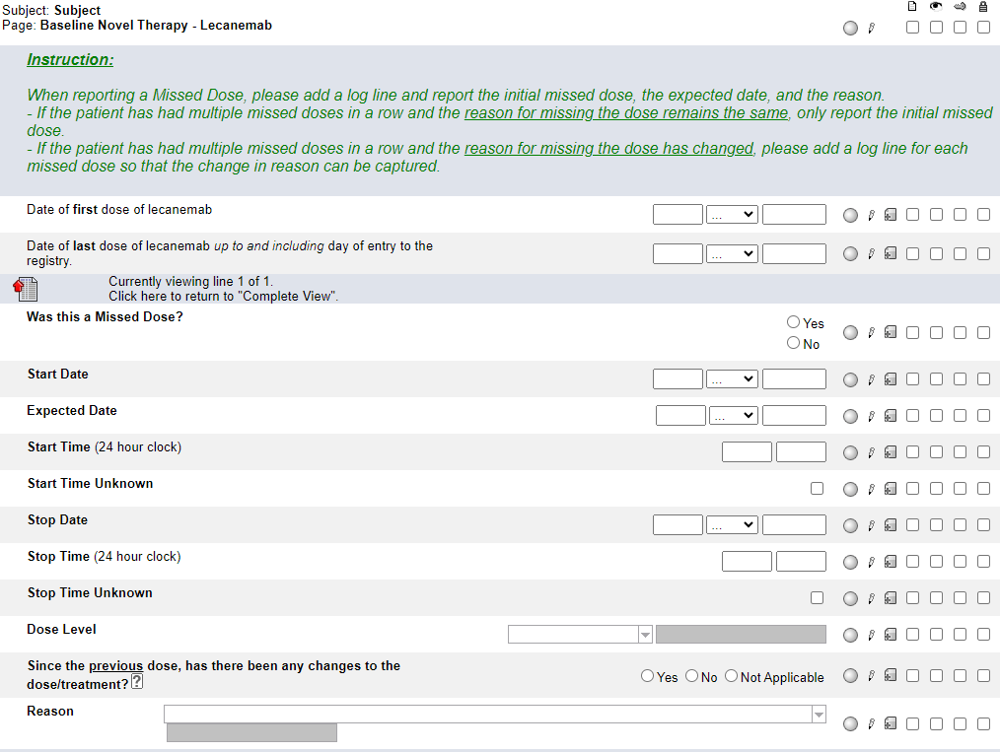 Subject: Subject
Page: Baseline Novel Therapy - Lecanemab
Instruction:
When reporting a Missed Dose, please add a log line and report the initial missed dose, the expected date, and the reason.
- If the patient has had multiple missed doses in a row and the reason for missing the dose remains the same, only report the initial missed
dose.
- If the patient has had multiple missed doses in a row and the reason for missing the dose has changed, please add a log line for each
missed dose so that the change in reason can be captured.
Date of first dose of lecanemab
...
Date of last dose of lecanemab up to and including day of entry to the
registry.
...
Currently viewing line 1 of 1.
Click here to return to "Complete View".
Was this a Missed Dose?
Yes
No
Start Date
...
Expected Date
...
Start Time (24 hour clock)
Start Time Unknown
Stop Date
...
Stop Time (24 hour clock)
Stop Time Unknown
Dose Level
Since the previous dose, has there been any changes to the
dose/treatment? ?
Yes No Not Applicable
Reason